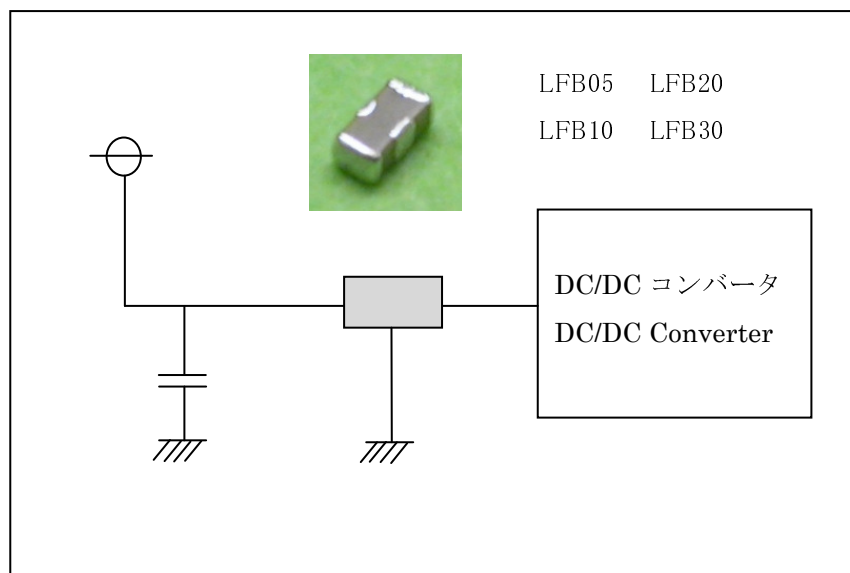 LFB05 LFB20
LFB10 LFB30
DC/DC コンバータ
DC/DC Converter